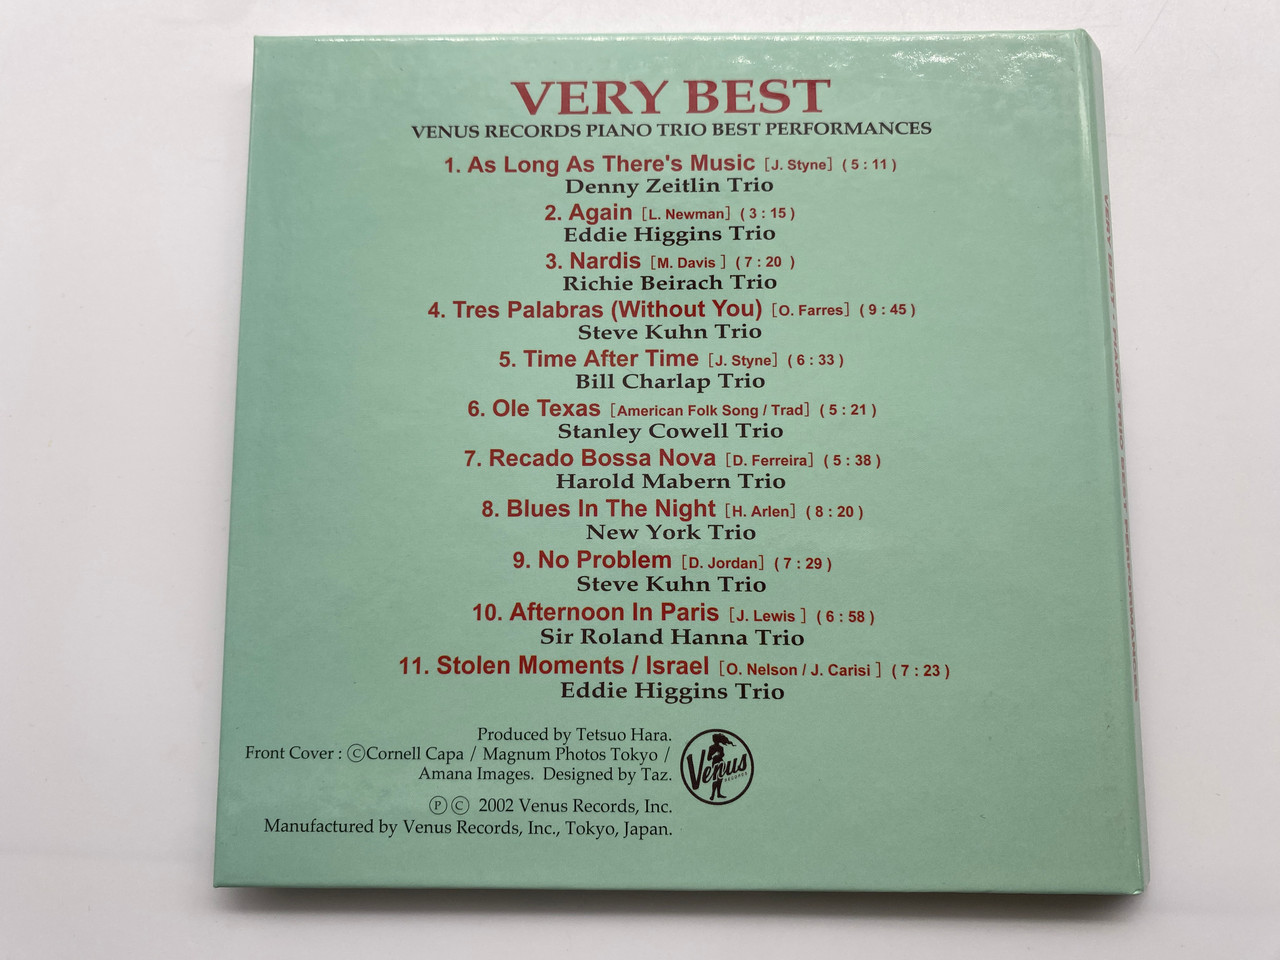 VERY BEST
VENUS RECORDS PIANO TRIO BEST PERFORMANCES
1. As Long As There's Music [J. Styne] ( 5 : 11 )
Denny Zeitlin Trio
2. Again [L. Newman] ( 3 : 15 )
Eddie Higgins Trio
3. Nardis [M. Davis ] ( 7 : 20 )
Richie Beirach Trio
4. Tres Palabras (Without You) [O. Farres] ( 9 : 45 )
Steve Kuhn Trio
5. Time After Time [J. Styne] ( 6 : 33 )
Bill Charlap Trio
6. Ole Texas [American Folk Song / Trad] ( 5 : 21 )
Stanley Cowell Trio
7. Recado Bossa Nova [D. Ferreira] ( 5 : 38 )
Harold Mabern Trio
8. Blues In The Night [H. Arlen] ( 8 : 20 )
New York Trio
9. No Problem [D. Jordan] ( 7 : 29 )
Steve Kuhn Trio
10. Afternoon In Paris [J. Lewis ] ( 6 : 58 )
Sir Roland Hanna Trio
11. Stolen Moments / Israel [O. Nelson / J. Carisi ] ( 7 : 23 )
Eddie Higgins Trio
Produced by Tetsuo Hara.
Front Cover : ©Cornell Capa / Magnum Photos Tokyo /
Amana Images. Designed by Taz.
℗© 2002 Venus Records, Inc.
Manufactured by Venus Records, Inc., Tokyo, Japan.
Venus
RECORDS